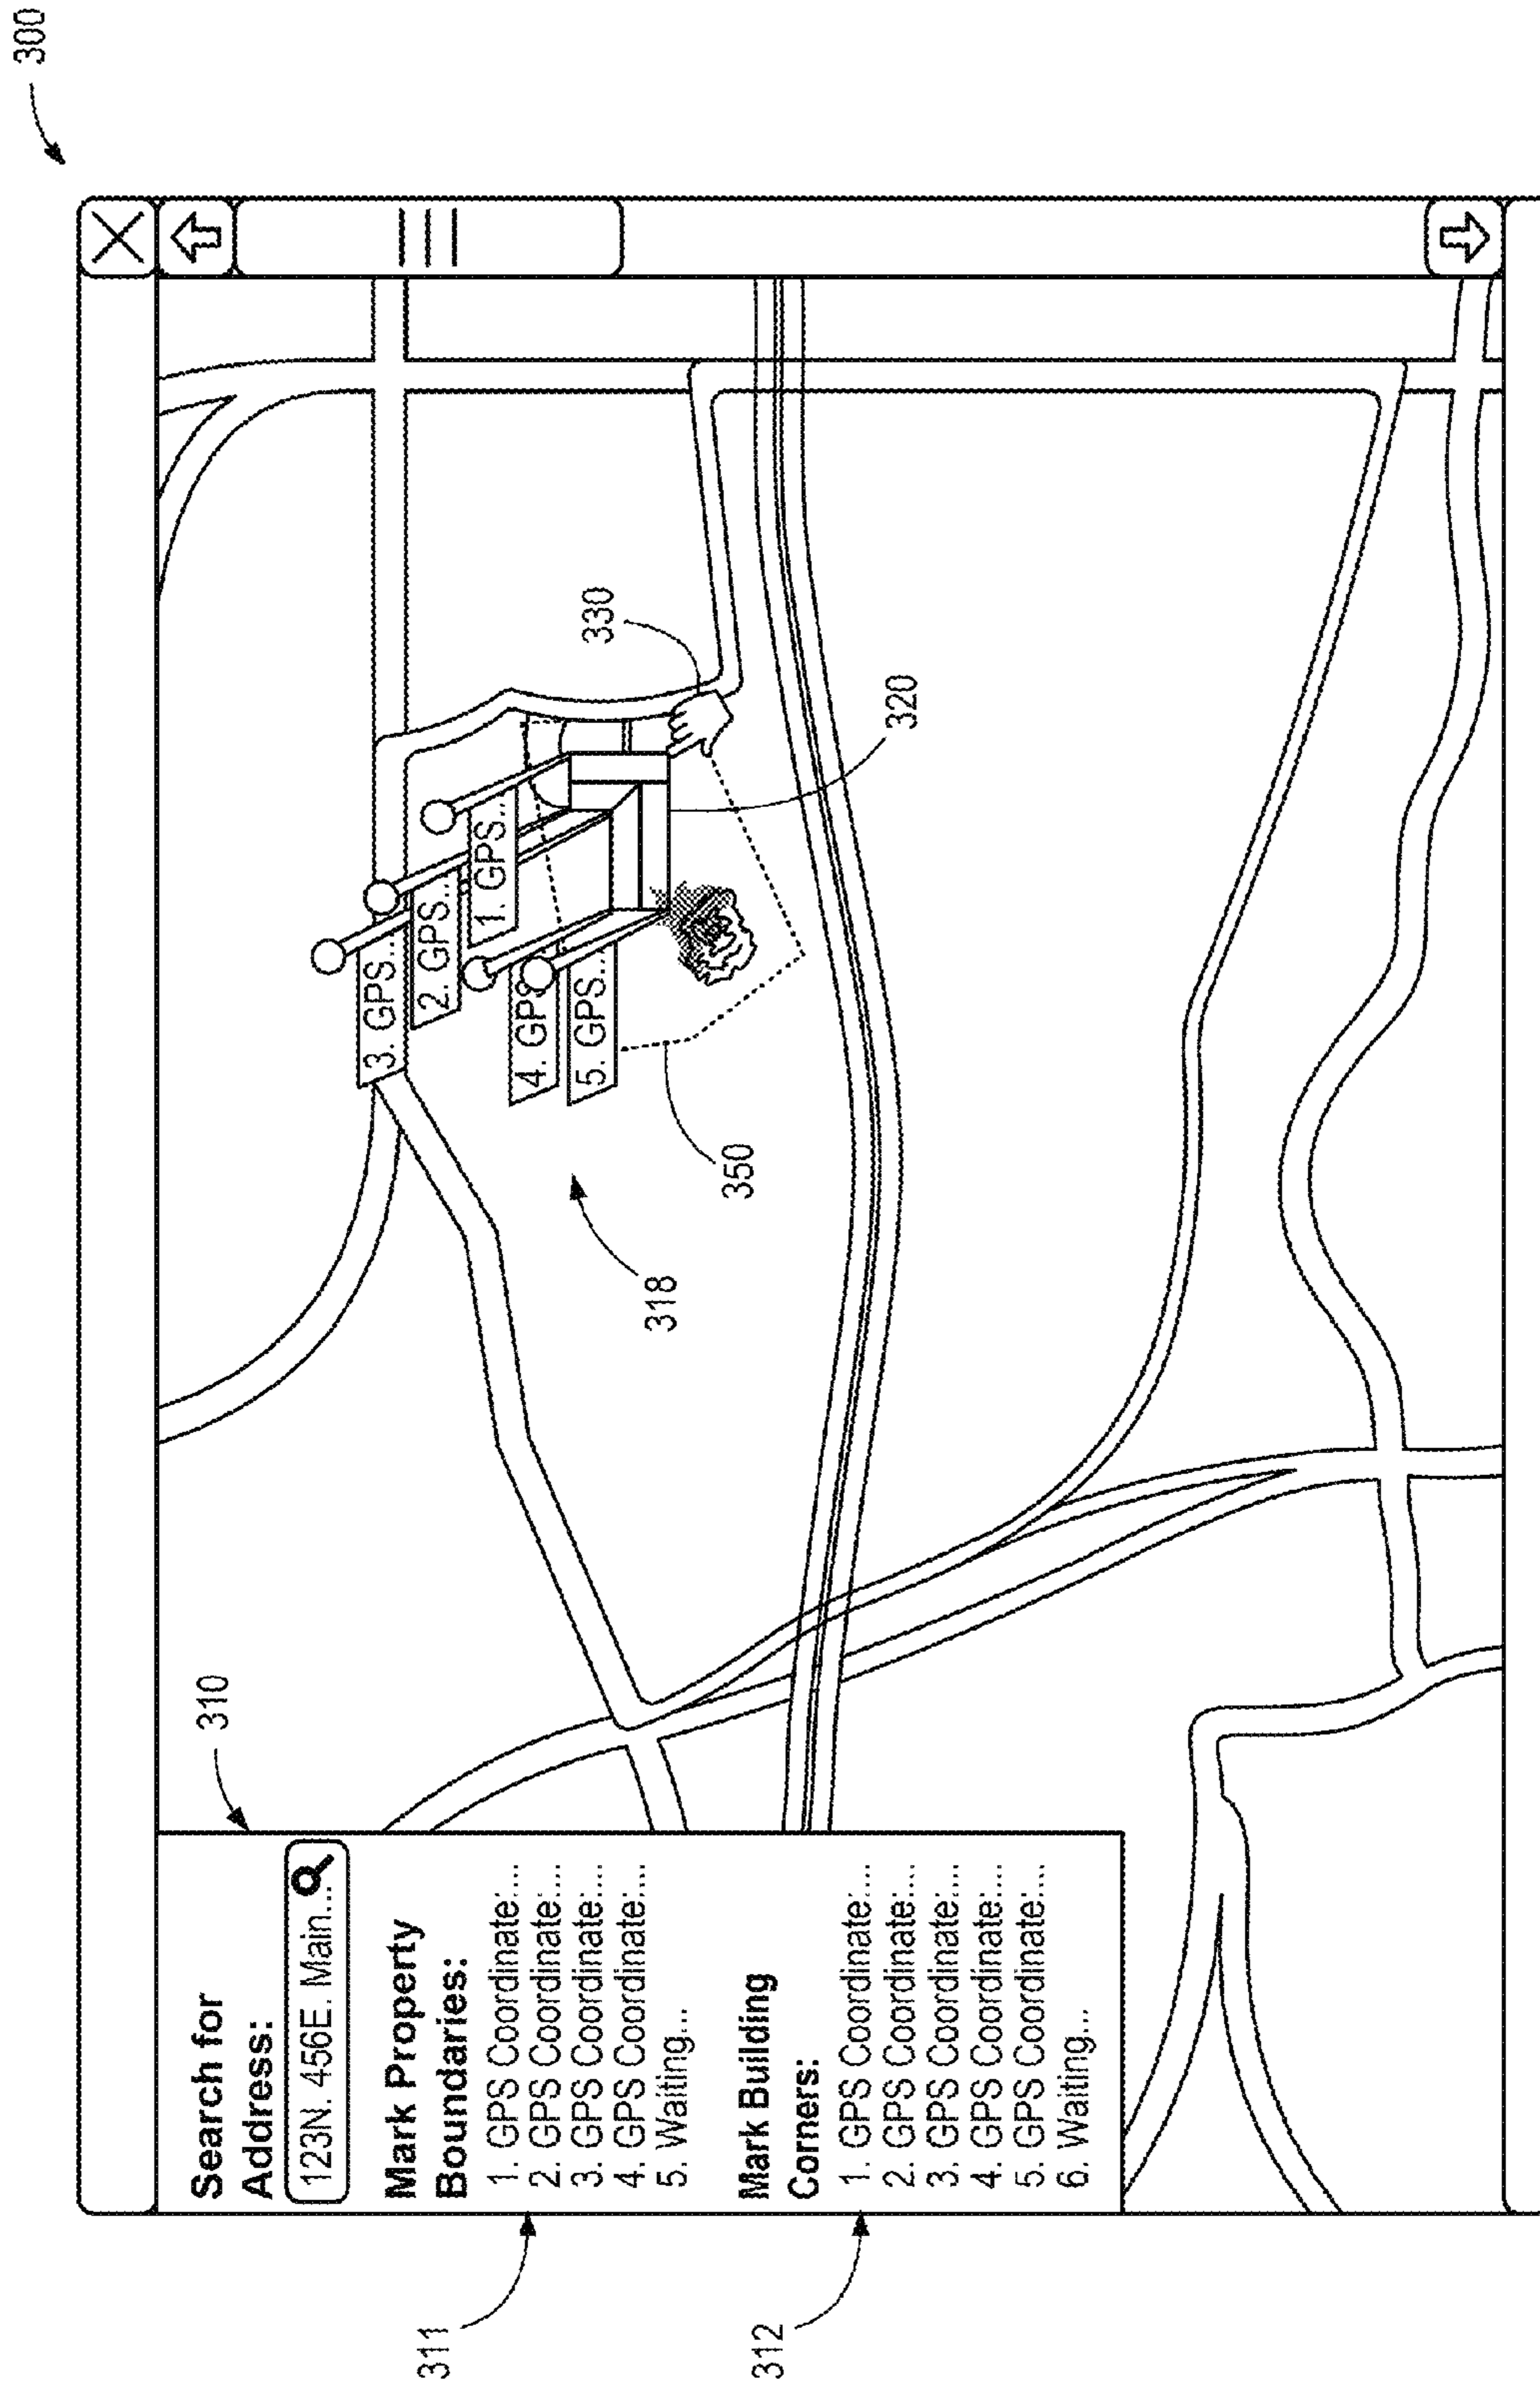 300
310
Search for
Address:
123N. 456E. Main...
Mark Property
Boundaries:
1. GPS Coordinate:...
2. GPS Coordinate:...
3. GPS Coordinate:...
4. GPS Coordinate:...
5. Waiting...
Mark Building
Corners:
1. GPS Coordinate:...
2. GPS Coordinate:...
3. GPS Coordinate:...
4. GPS Coordinate:...
5. GPS Coordinate:...
6. Waiting...
311
312
3. GPS...
2. GPS...
1. GPS...
4. GPS
5. GPS...
330
320
350
318